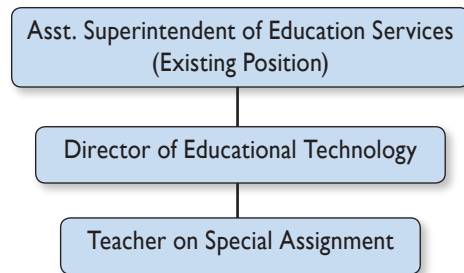 Asst. Superintendent of Education Services
(Existing Position)
Director of Educational Technology
Teacher on Special Assignment